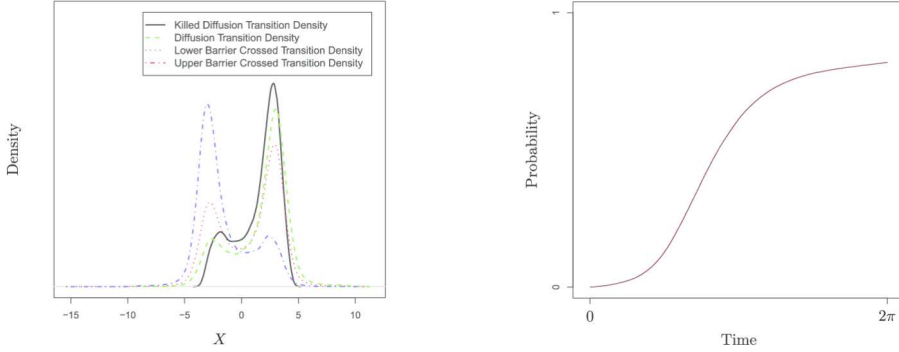 Killed Diffusion Transition Density
Diffusion Transition Density
Lower Barrier Crossed Transition Density
Upper Barrier Crossed Transition Density
Density
−15 −10 −5 0 5 10
X
1
Probability
0
0 2π
Time